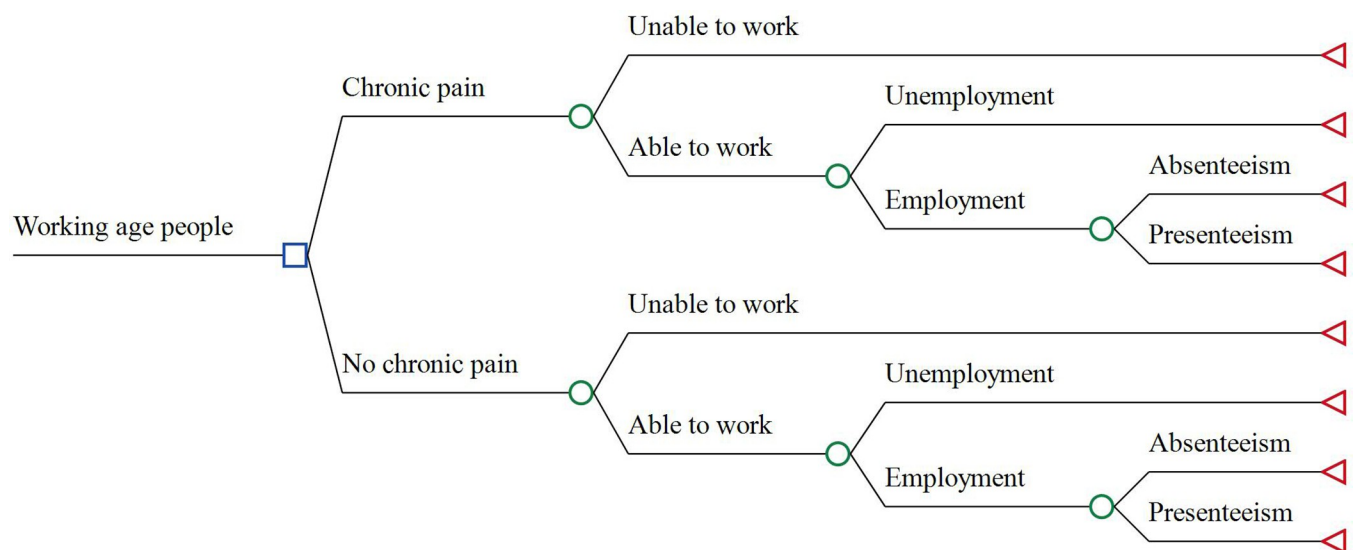 Unable to work
Chronic pain
Unemployment
Able to work
Absenteeism
Employment
Presenteeism
Working age people
Unable to work
No chronic pain
Unemployment
Able to work
Absenteeism
Employment
Presenteeism